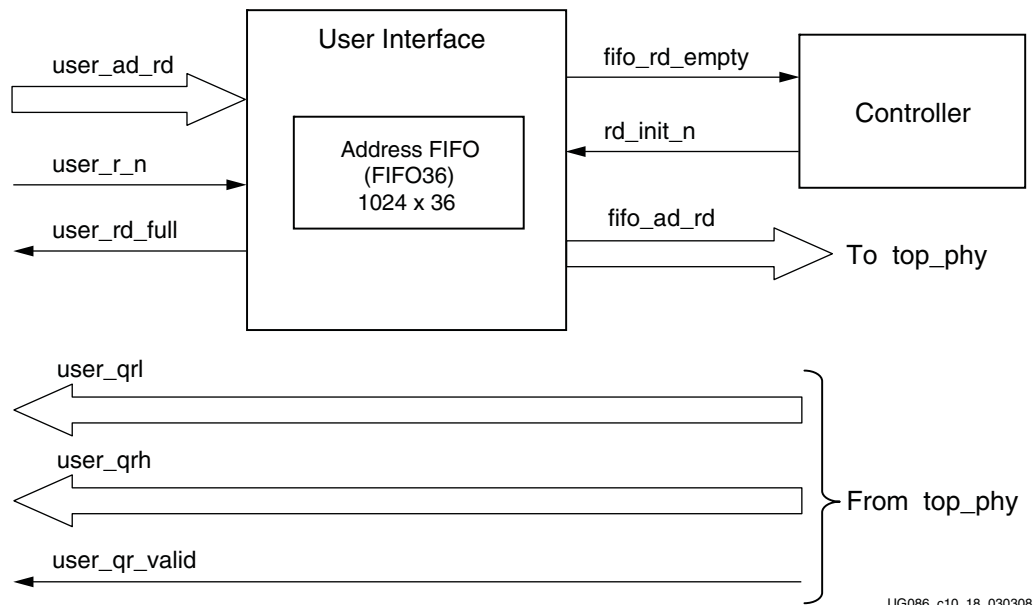 User Interface
user_ad_rd
fifo_rd_empty
Controller
user_r_n
Address FIFO
(FIFO36)
1024 x 36
rd_init_n
user_rd_full
fifo_ad_rd
To top_phy
user_qrl
user_qrh
From top_phy
user_qr_valid
UG086_c10_18_030308